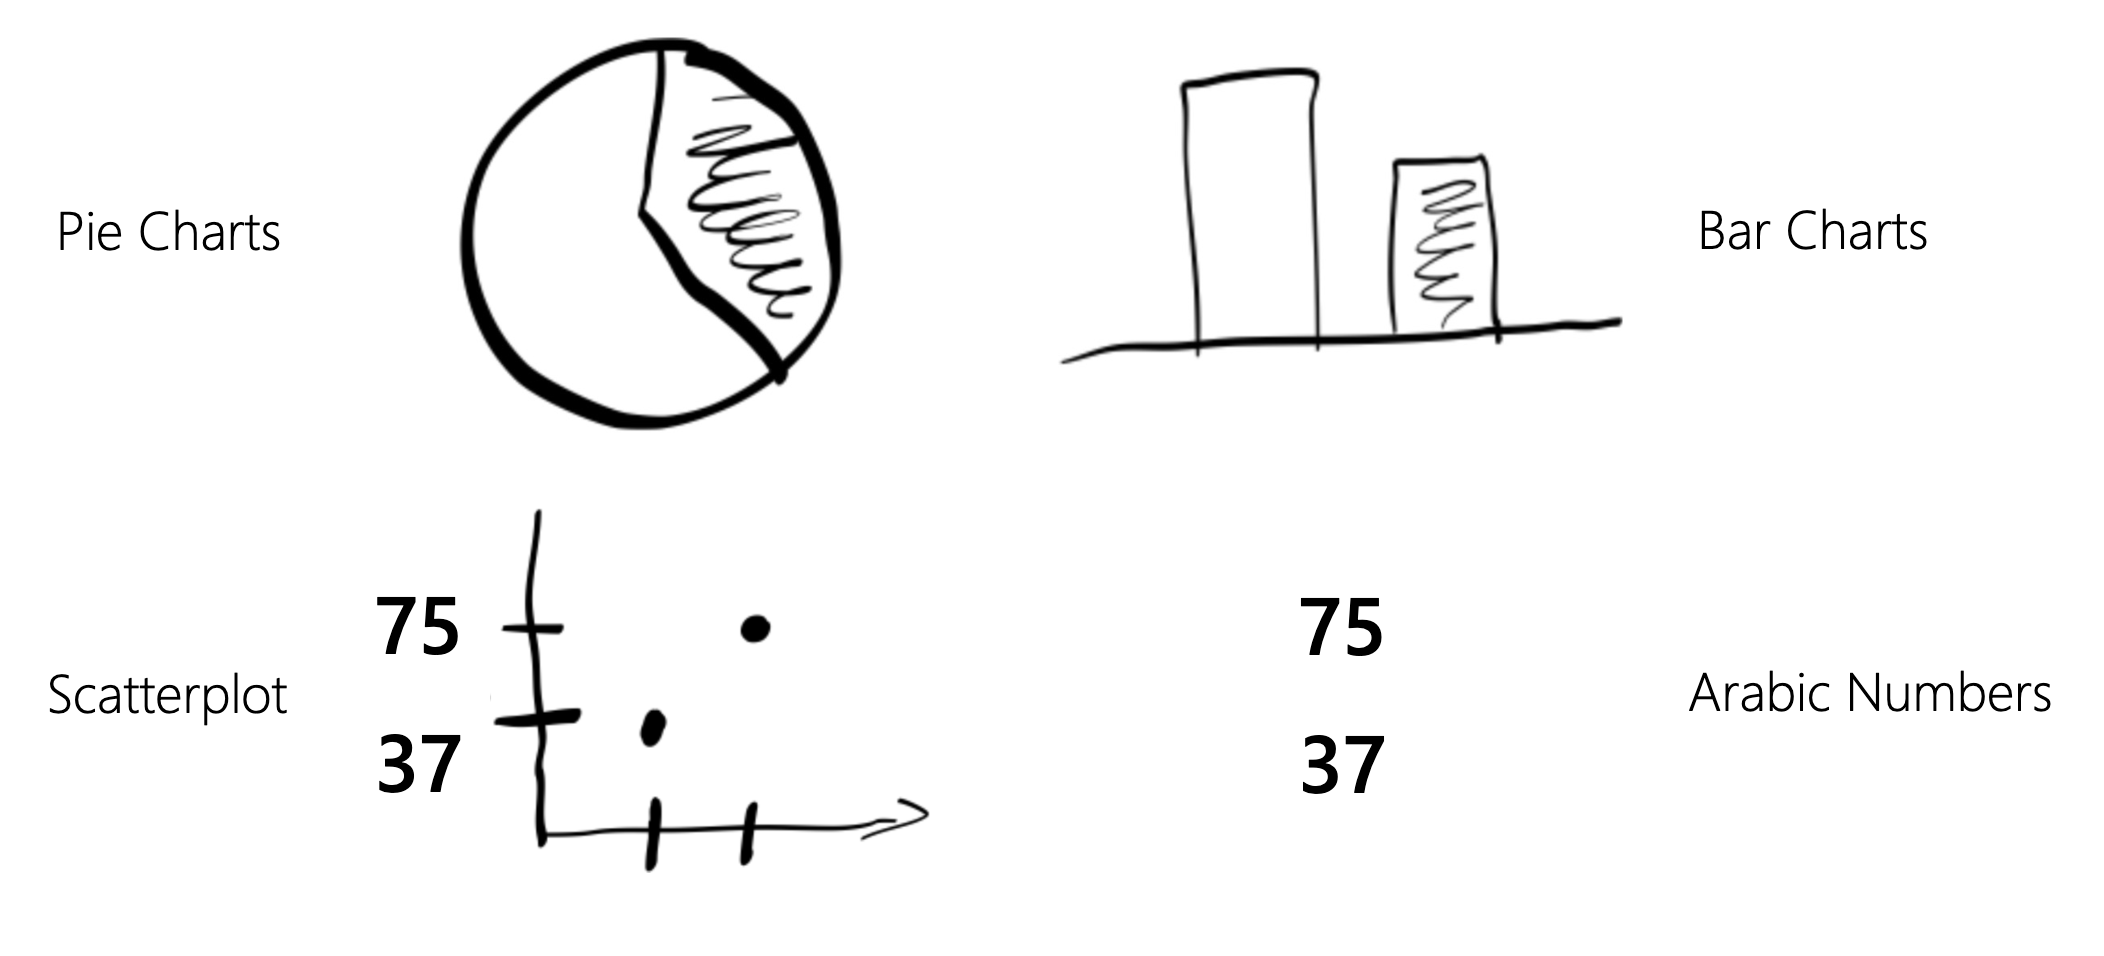 Pie Charts
Bar Charts
Scatterplot
75
37
75
37
Arabic Numbers